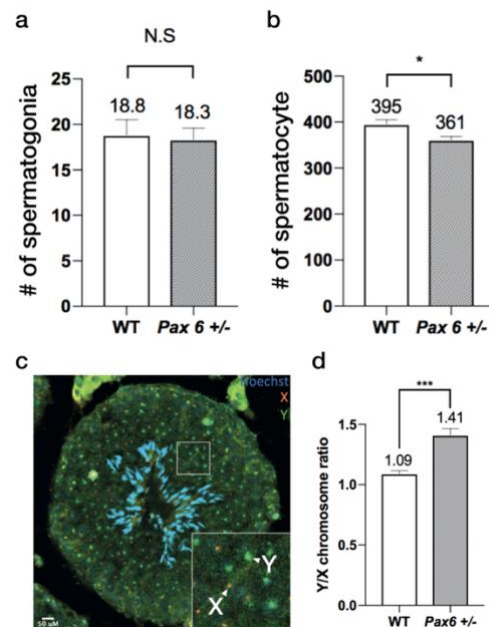 a
N.S
# of spermatogonia
25
20
15
10
5
0
18.8
18.3
WT
Pax 6 +/-
b
*
# of spermatocyte
500
400
300
200
100
0
395
361
WT
Pax 6 +/-
c
Hoechst
X
Y
Y
X
50 uM
d
***
Y/X chromosome ratio
1.5
1.0
1.5
0.0
1.09
1.41
WT
Pax6 +/-